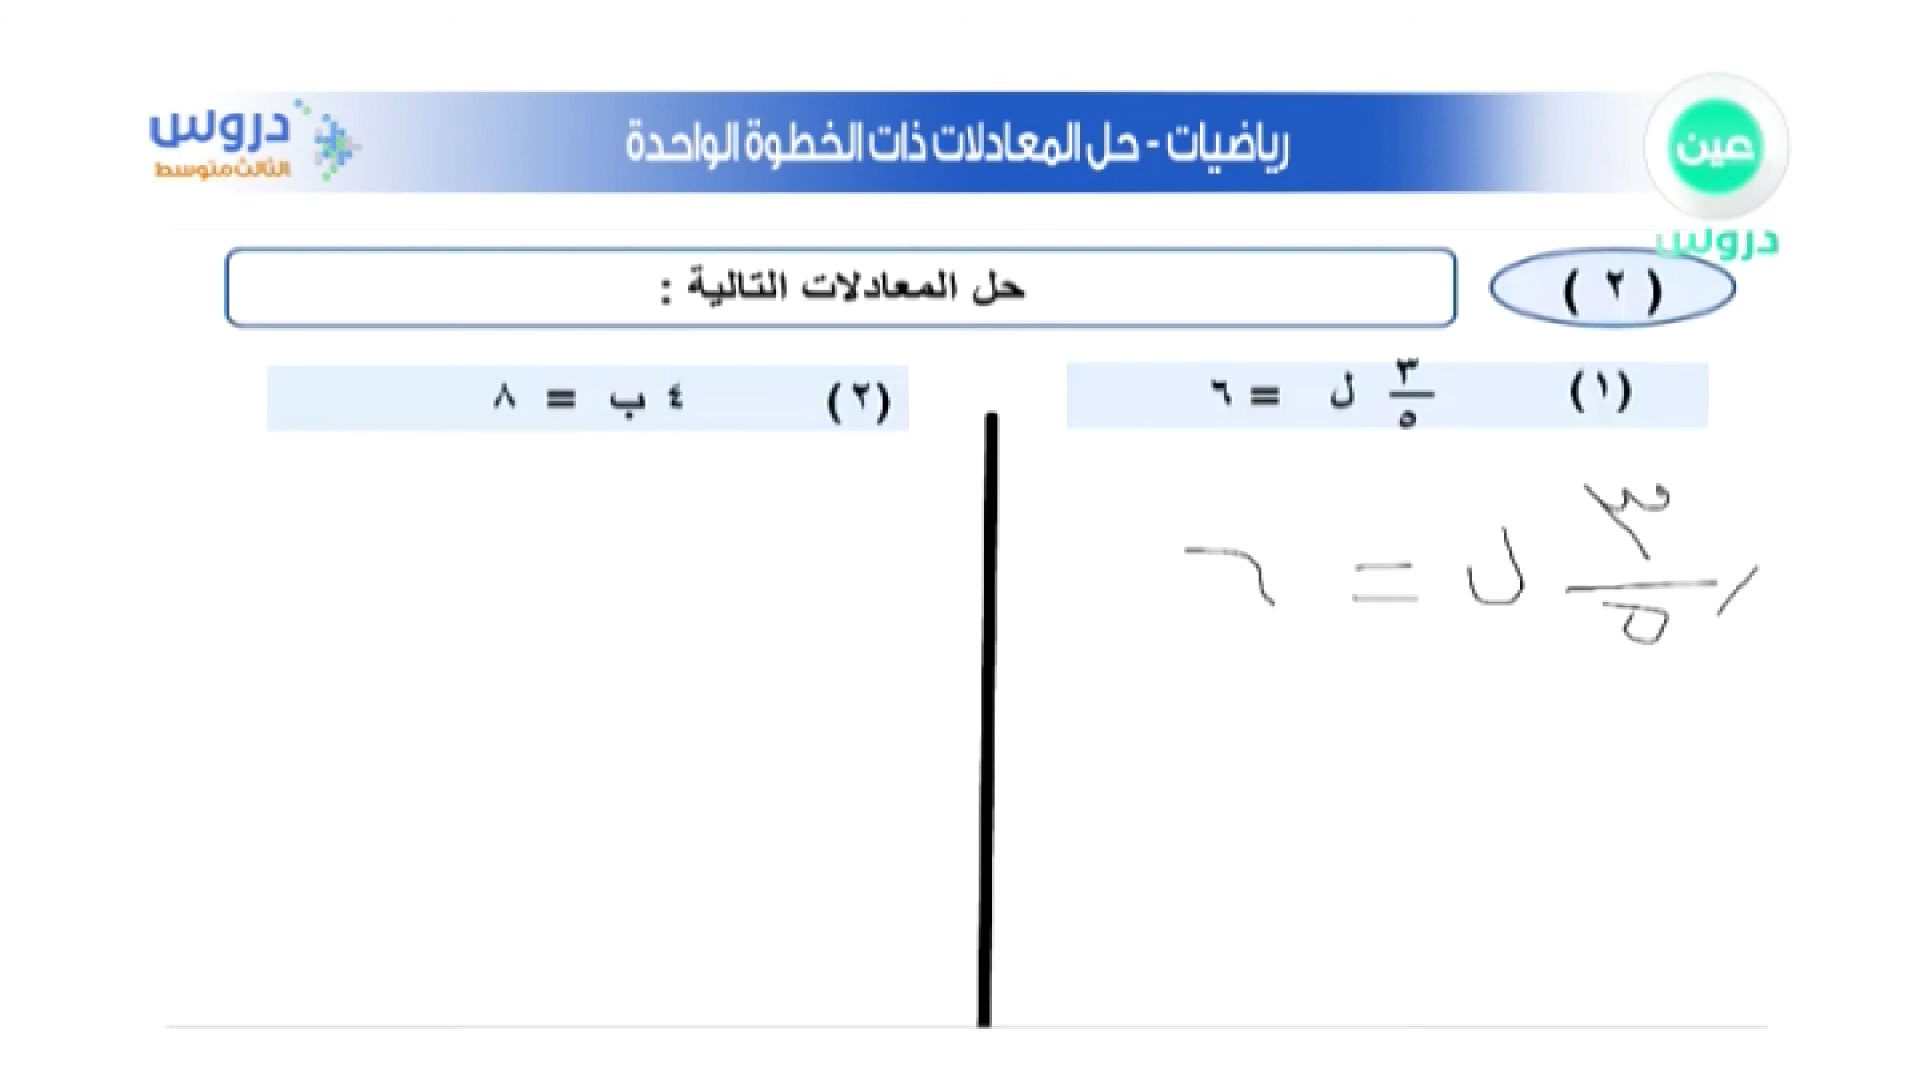 رياضيات - حل المعادلات ذات الخطوة الواحدة
عين
دروس
دروس
الثالث متوسط
( ٢ )
حل المعادلات التالية :
(١) ٣/٥ ل = ٦
(٢) ٤ ب = ٨
٣/٥ ل = ٦